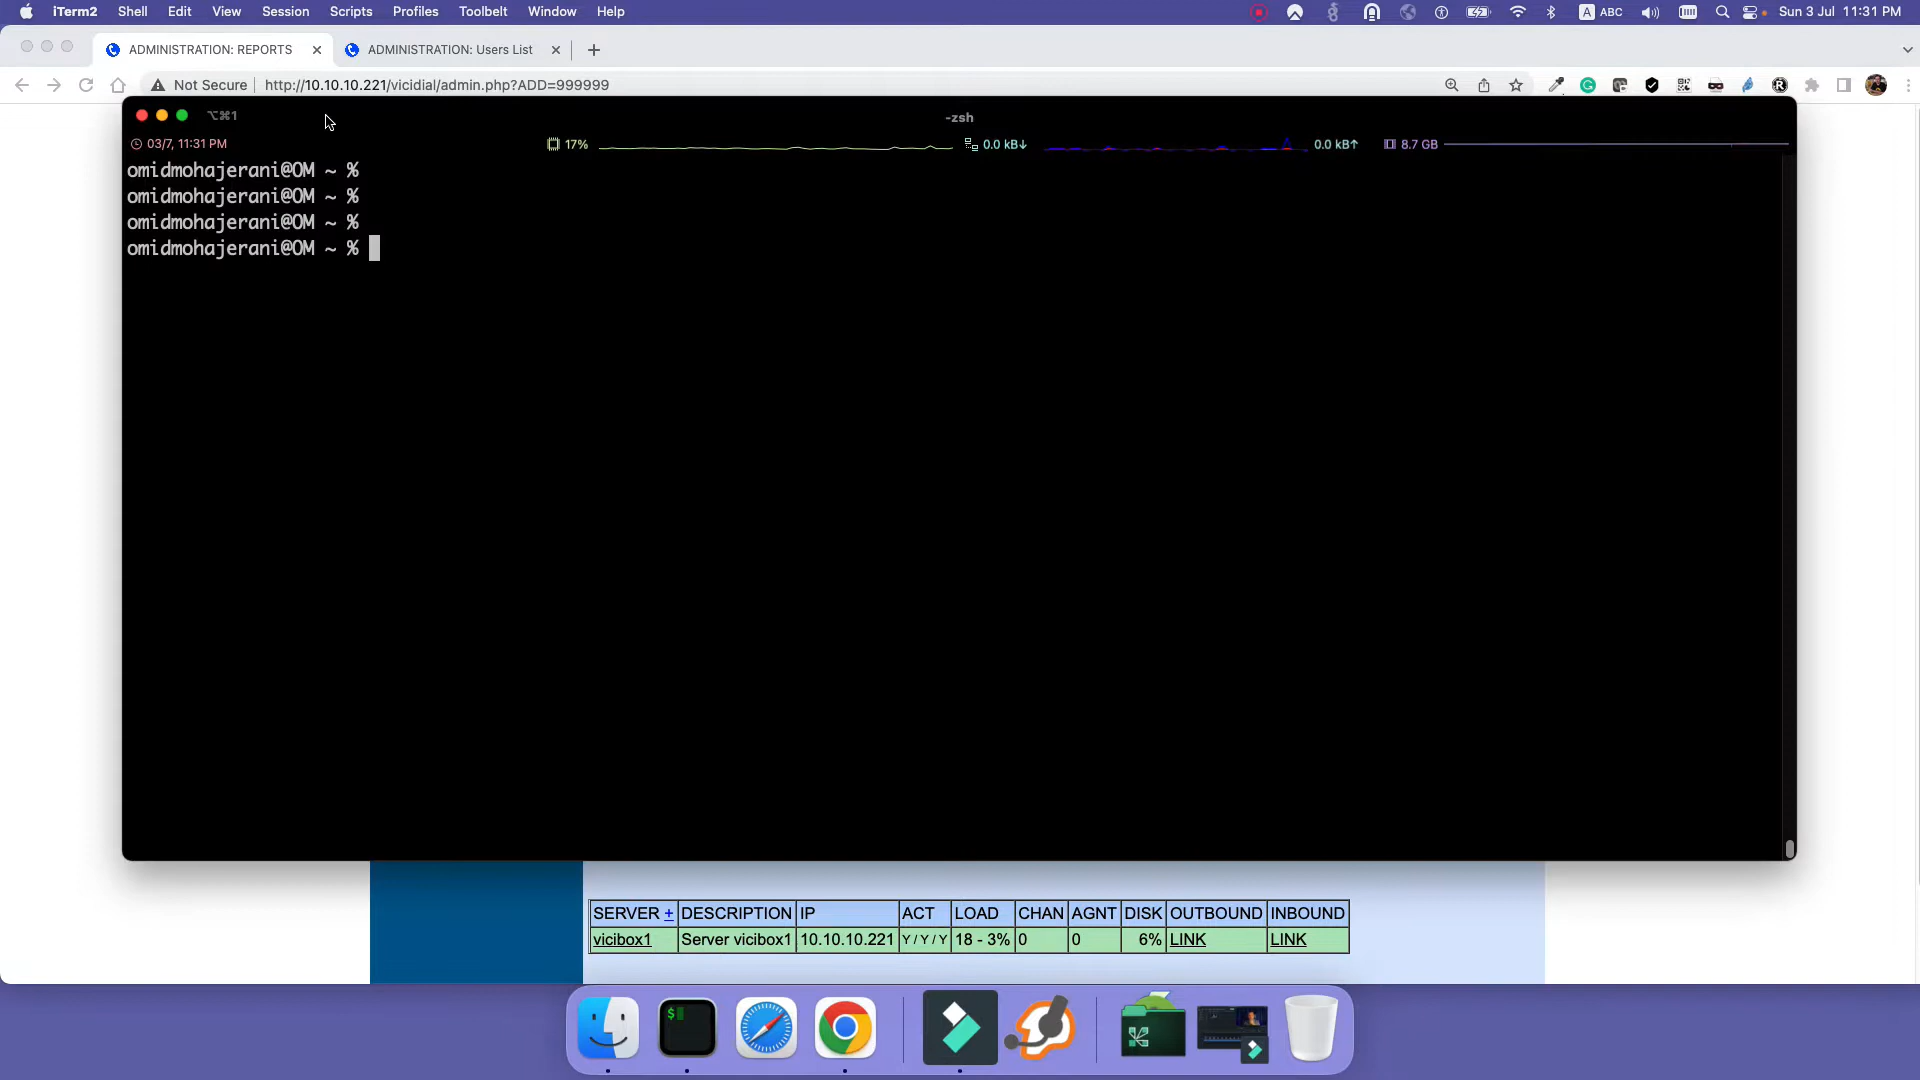 iTerm2 Shell Edit View Session Scripts Profiles Toolbelt Window Help ABC Sun 3 Jul 11:31 PM
ADMINISTRATION: REPORTS ADMINISTRATION: Users List
Not Secure http://10.10.10.221/vicidial/admin.php?ADD=999999
⌥⌘1 -zsh
03/7, 11:31 PM 17% 0.0 kB↓ 0.0 kB↑ 8.7 GB
omidmohajerani@OM ~ %
omidmohajerani@OM ~ %
omidmohajerani@OM ~ %
omidmohajerani@OM ~ %
SERVER + DESCRIPTION IP ACT LOAD CHAN AGNT DISK OUTBOUND INBOUND
vicibox1 Server vicibox1 10.10.10.221 Y / Y / Y 18 - 3% 0 0 6% LINK LINK